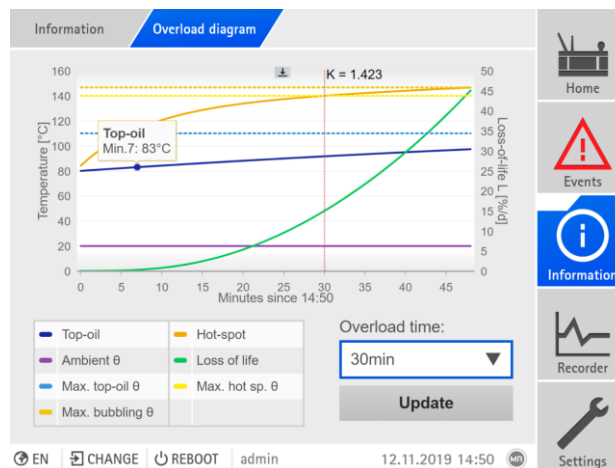 Information
Overload diagram
K = 1.423
160
140
120
100
80
60
40
20
0
Temperature [°C]
Top-oil
Min.7: 83°C
50
45
40
35
30
25
20
15
10
5
0
Loss-of-life L [%/d]
0 5 10 15 20 25 30 35 40 45
Minutes since 14:50
Top-oil
Hot-spot
Ambient θ
Loss of life
Max. top-oil θ
Max. hot sp. θ
Max. bubbling θ
Overload time:
30min
Update
Home
Events
Information
Recorder
Settings
EN CHANGE REBOOT admin 12.11.2019 14:50